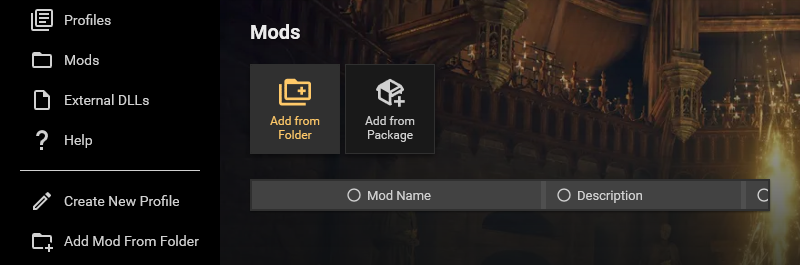 Profiles
Mods
External DLLs
Help
Create New Profile
Add Mod From Folder
Mods
Add from
Folder
Add from
Package
Mod Name
Description